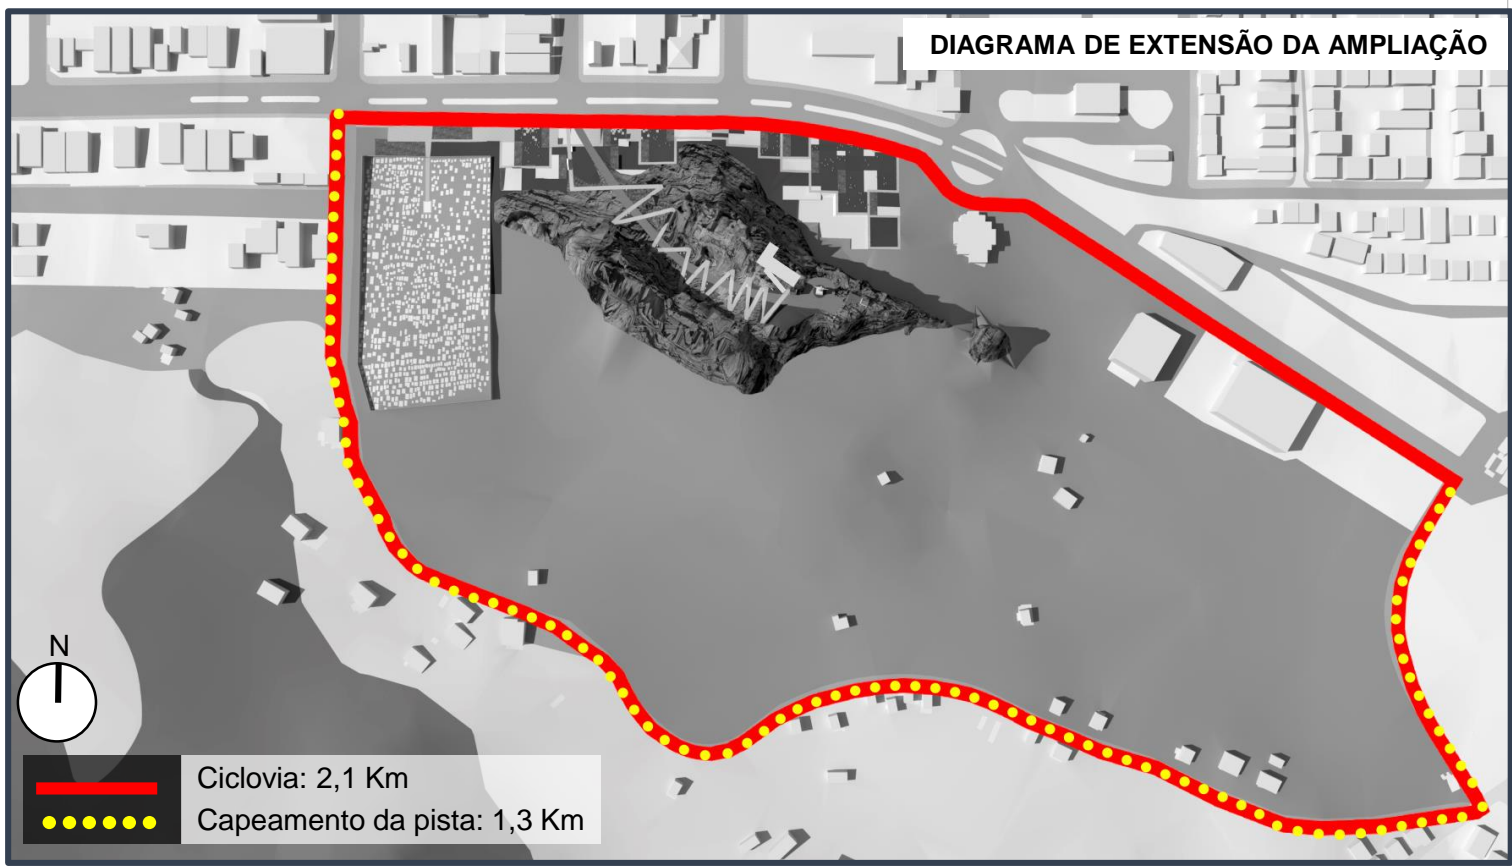 DIAGRAMA DE EXTENSÃO DA AMPLIAÇÃO
N
Ciclovia: 2,1 Km
Capeamento da pista: 1,3 Km